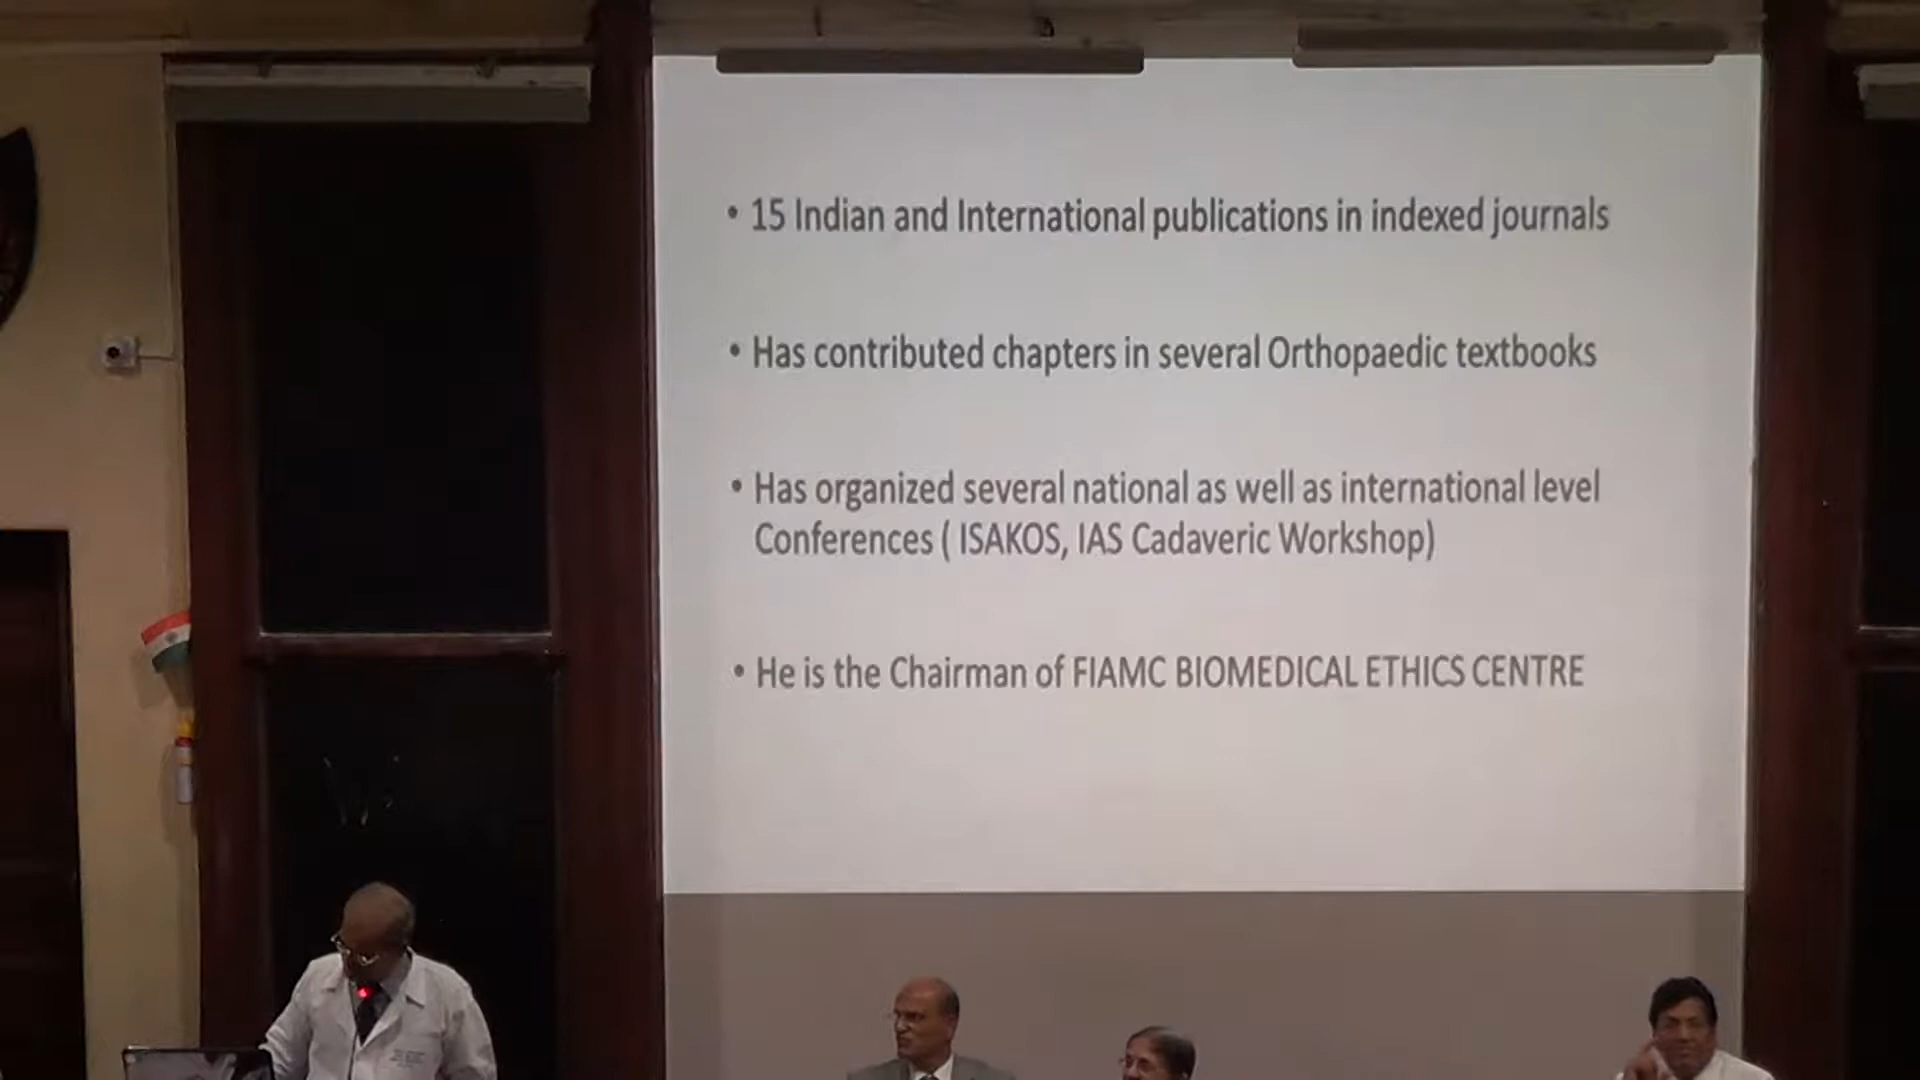 • 15 Indian and International publications in indexed journals
• Has contributed chapters in several Orthopaedic textbooks
• Has organized several national as well as international level
Conferences ( ISAKOS, IAS Cadaveric Workshop)
• He is the Chairman of FIAMC BIOMEDICAL ETHICS CENTRE